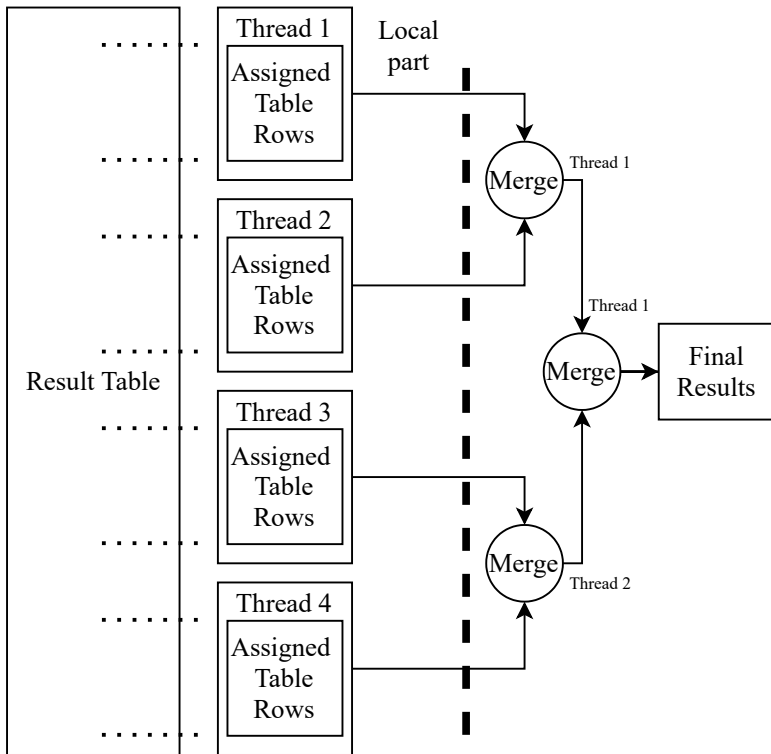 Result Table
Thread 1
Assigned
Table
Rows
Thread 2
Assigned
Table
Rows
Thread 3
Assigned
Table
Rows
Thread 4
Assigned
Table
Rows
Local
part
Merge
Thread 1
Thread 1
Merge
Merge
Thread 2
Final
Results